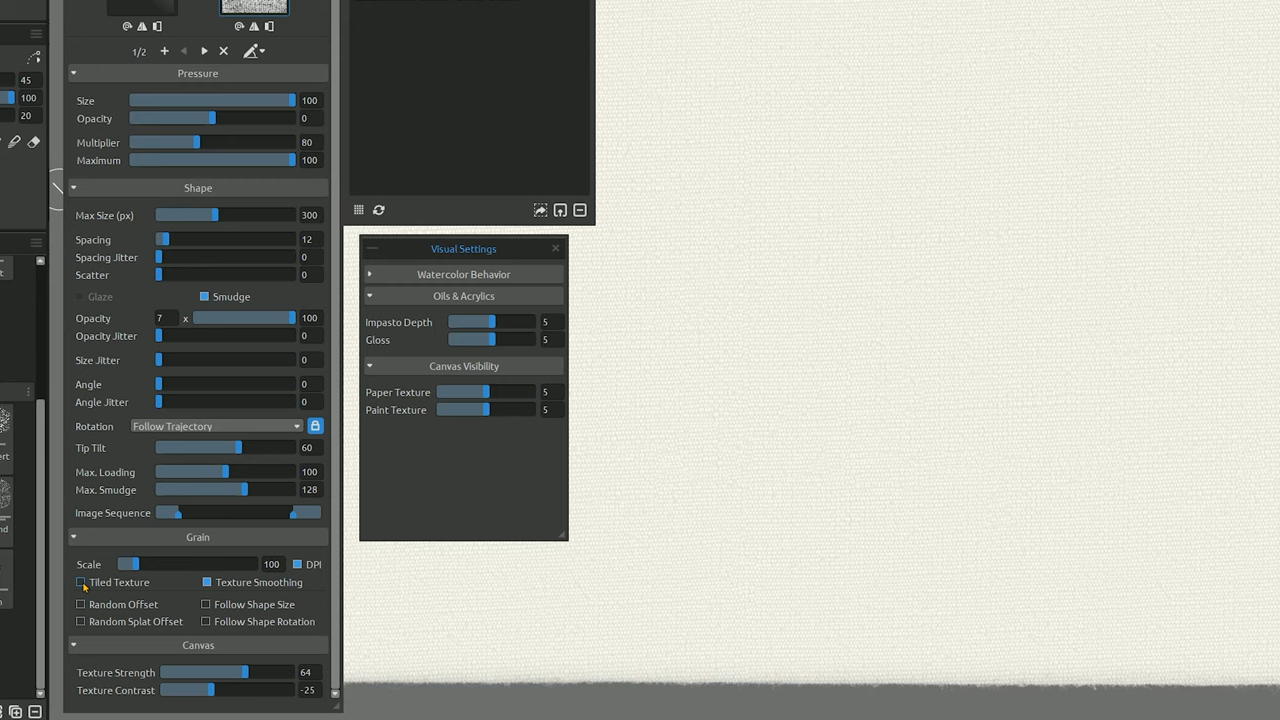 1/2
Pressure
45
Size 100
100
Opacity 0
20
Multiplier 80
Maximum 100
Shape
Max Size (px) 300
Spacing 12
Visual Settings
Spacing Jitter 0
Scatter 0
Watercolor Behavior
Glaze Smudge
Oils & Acrylics
Opacity 7 x 100
Impasto Depth 5
Opacity Jitter 0
Gloss 5
Size Jitter 0
Canvas Visibility
Angle 0
Paper Texture 5
Angle Jitter 0
Paint Texture 5
Rotation Follow Trajectory
Tip Tilt 60
Max. Loading 100
Max. Smudge 128
Image Sequence
Grain
Scale 100 DPI
Tiled Texture Texture Smoothing
Random Offset Follow Shape Size
Random Splat Offset Follow Shape Rotation
Canvas
Texture Strength 64
Texture Contrast -25